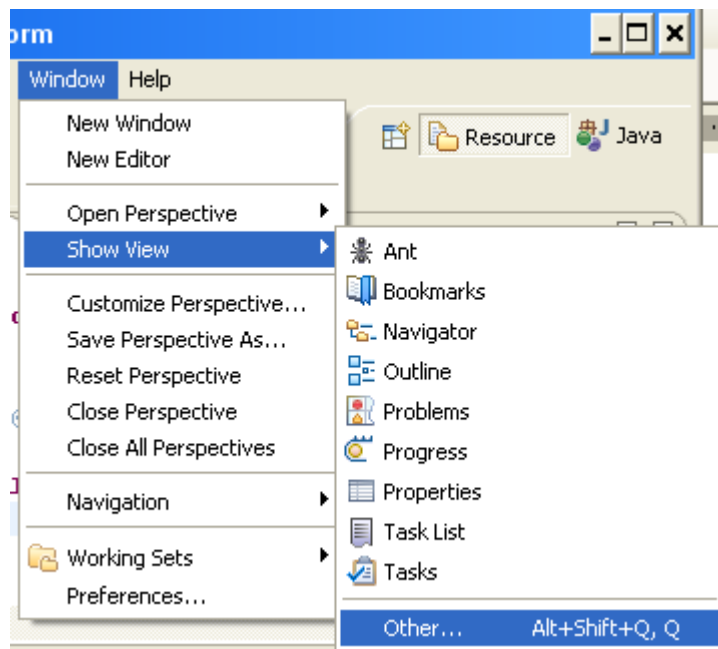 orm
Window Help
New Window
New Editor
Resource Java
Open Perspective
Show View
Customize Perspective...
Save Perspective As...
Reset Perspective
Close Perspective
Close All Perspectives
Navigation
Working Sets
Preferences...
Ant
Bookmarks
Navigator
Outline
Problems
Progress
Properties
Task List
Tasks
Other... Alt+Shift+Q, Q